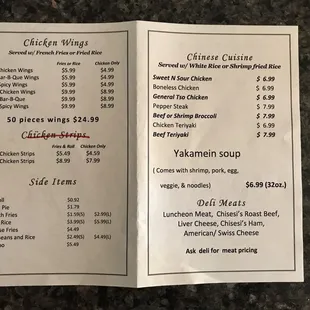 Chicken Wings
Served w/ French Fries or Fried Rice
Fries or Rice Chicken Only
Chicken Wings $5.99 $4.99
Bar-B-Que Wings $5.99 $4.99
Spicy Wings $5.99 $4.99
Chicken Wings $9.99 $8.99
Bar-B-Que $9.99 $8.99
Spicy Wings $9.99 $8.99
50 pieces wings $24.99
Chicken Strips
Fries & Roll Chicken Only
Chicken Strips $5.49 $4.59
Chicken Strips $8.99 $7.99
Side Items
$0.92
Pie $1.79
Fries $1.59(S) $2.99(L)
Rice $3.99(S) $5.99(L)
Fries $4.49
Beans and Rice $2.49(S) $4.49(L)
$5.49
Chinese Cuisine
Served w/ White Rice or Shrimp fried Rice
Sweet N Sour Chicken $ 6.99
Boneless Chicken $ 6.99
General Tso Chicken $ 6.99
Pepper Steak $ 7.99
Beef or Shrimp Broccoli $ 7.99
Chicken Teriyaki $ 6.99
Beef Teriyaki $ 7.99
Yakamein soup
( Comes with shrimp, pork, egg,
veggie, & noodles) $6.99 (32oz.)
Deli Meats
Luncheon Meat, Chisesi's Roast Beef,
Liver Cheese, Chisesi's Ham,
American/ Swiss Cheese
Ask deli for meat pricing